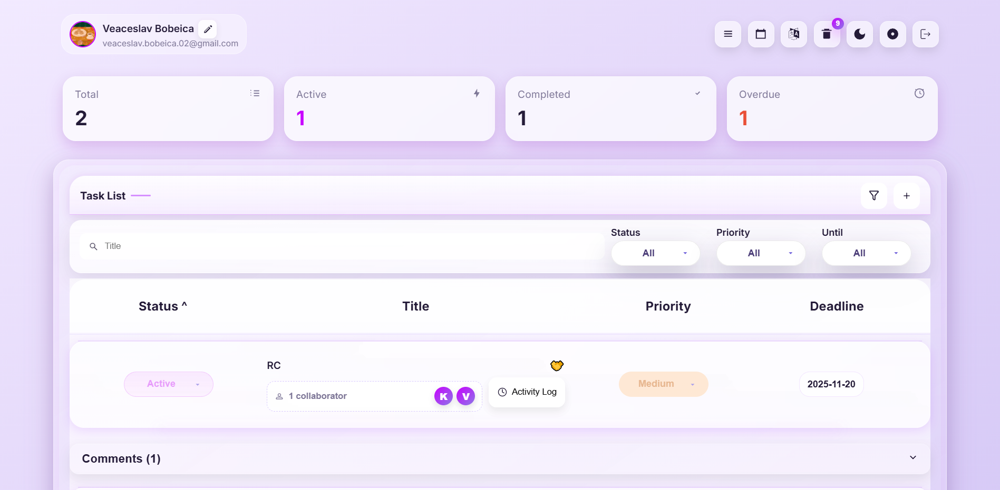 Veaceslav Bobeica
veaceslav.bobeica.02@gmail.com
9
Total
2
Active
1
Completed
1
Overdue
1
Task List
+
Title
Status
All
Priority
All
Until
All
Status ^
Title
Priority
Deadline
Active
RC
1 collaborator
K
V
Activity Log
Medium
2025-11-20
Comments (1)